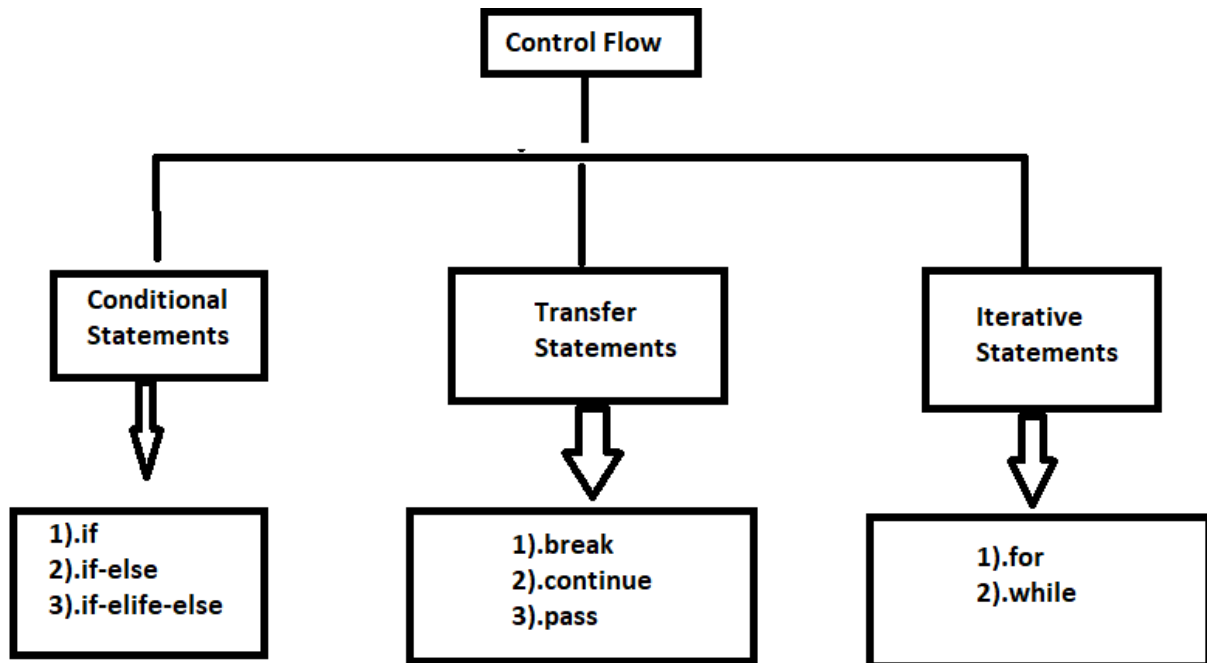 Control Flow
Conditional
Statements
Transfer
Statements
Iterative
Statements
1).if
2).if-else
3).if-elife-else
1).break
2).continue
3).pass
1).for
2).while